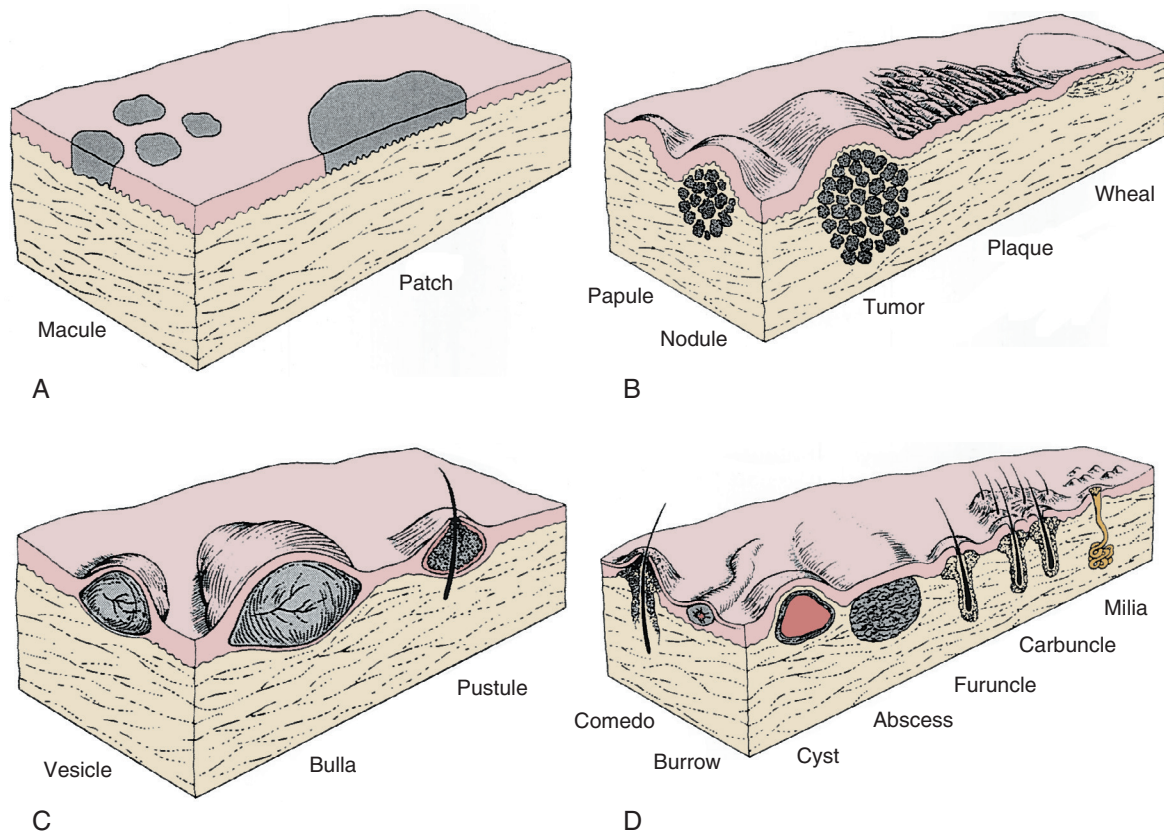 Macule
Patch
A
Papule
Nodule
Tumor
Plaque
Wheal
B
Vesicle
Bulla
Pustule
C
Comedo
Burrow
Cyst
Abscess
Furuncle
Carbuncle
Milia
D